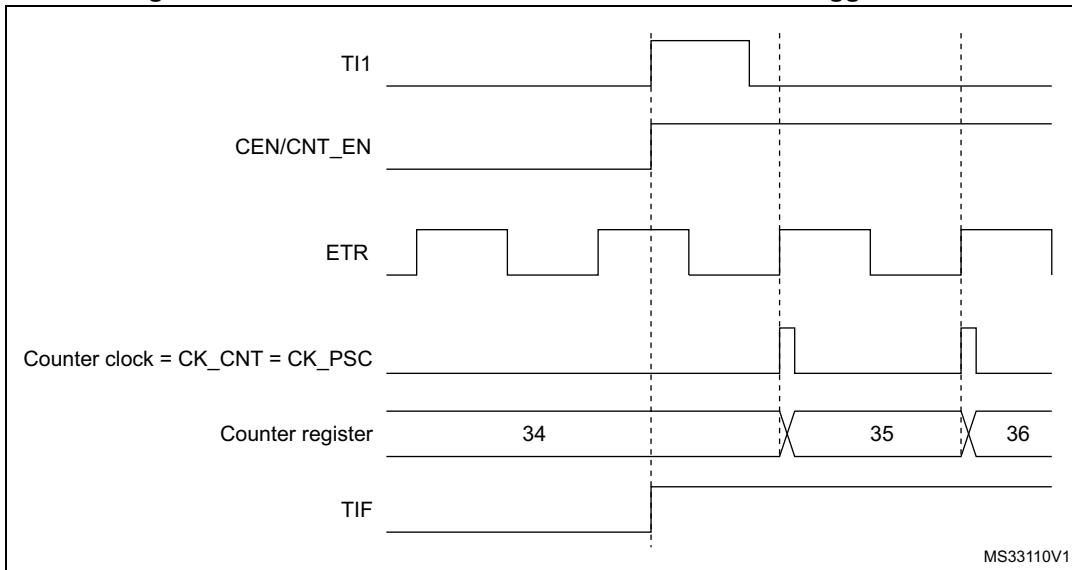 TI1
CEN/CNT_EN
ETR
Counter clock = CK_CNT = CK_PSC
Counter register 34 35 36
TIF
MS33110V1